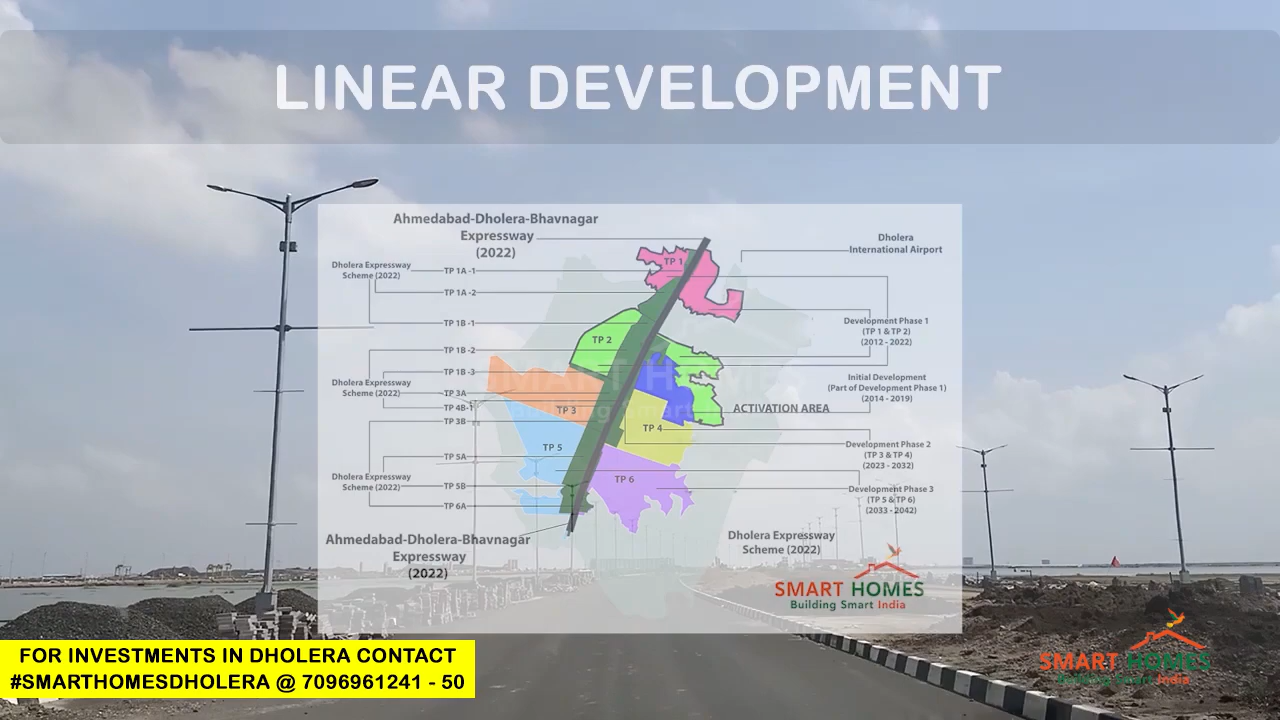 LINEAR DEVELOPMENT
Ahmedabad-Dholera-Bhavnagar
Expressway
(2022)
Dholera
International Airport
Dholera Expressway
Scheme (2022)
TP 1A -1
TP 1A -2
TP 1B -1
TP 1
Development Phase 1
(TP 1 & TP 2)
(2012 - 2022)
TP 2
TP 1B -2
TP 1B -3
Dholera Expressway
Scheme (2022)
TP 3A
TP 4B-1
TP 3B
Initial Development
(Part of Development Phase 1)
(2014 - 2019)
ACTIVATION AREA
TP 3
TP 4
TP 5
TP 6
Development Phase 2
(TP 3 & TP 4)
(2023 - 2032)
TP 5A
TP 5B
TP 6A
Dholera Expressway
Scheme (2022)
Development Phase 3
(TP 5 & TP 6)
(2033 - 2042)
Ahmedabad-Dholera-Bhavnagar
Expressway
(2022)
Dholera Expressway
Scheme (2022)
SMART HOMES
Building Smart India
FOR INVESTMENTS IN DHOLERA CONTACT
#SMARTHOMESDHOLERA @ 7096961241 - 50
SMART HOMES
Building Smart India